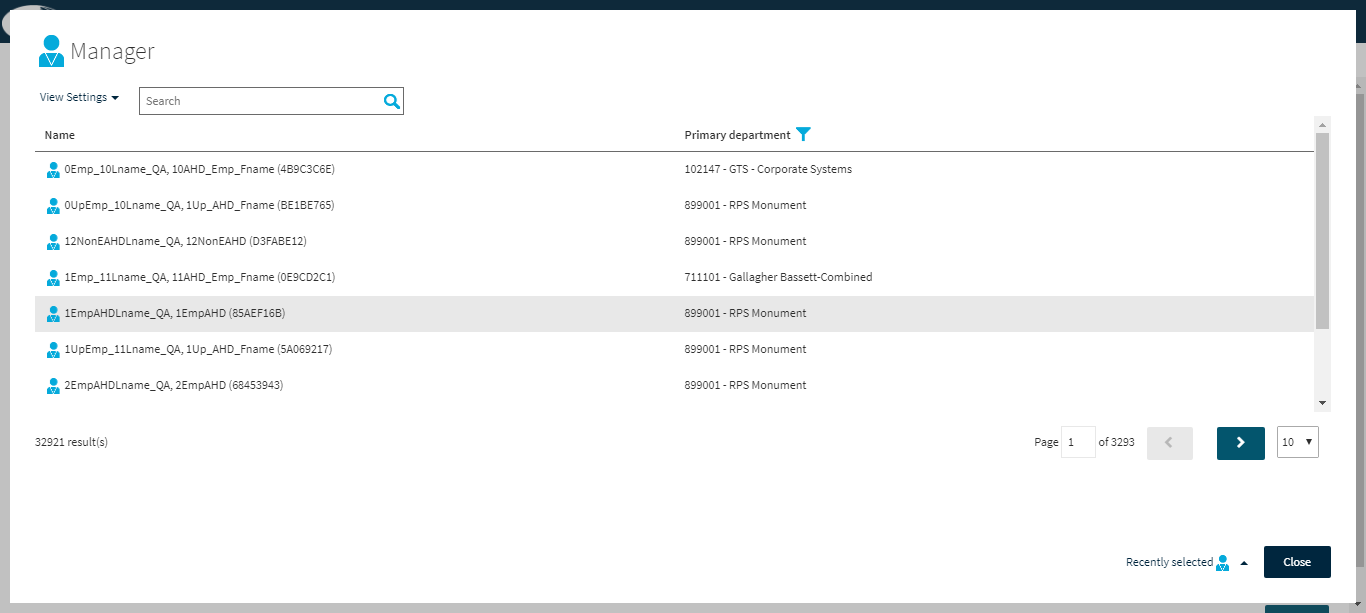 Manager
View Settings
Search
Name Primary department
0Emp_10Lname_QA, 10AHD_Emp_Fname (4B9C3C6E) 102147 - GTS - Corporate Systems
0UpEmp_10Lname_QA, 1Up_AHD_Fname (BE1BE765) 899001 - RPS Monument
12NonEAHDLname_QA, 12NonEAHD (D3FABE12) 899001 - RPS Monument
1Emp_11Lname_QA, 11AHD_Emp_Fname (0E9CD2C1) 711101 - Gallagher Bassett-Combined
1EmpAHDLname_QA, 1EmpAHD (85AEF16B) 899001 - RPS Monument
1UpEmp_11Lname_QA, 1Up_AHD_Fname (5A069217) 899001 - RPS Monument
2EmpAHDLname_QA, 2EmpAHD (68453943) 899001 - RPS Monument
32921 result(s) Page 1 of 3293 10
Recently selected Close